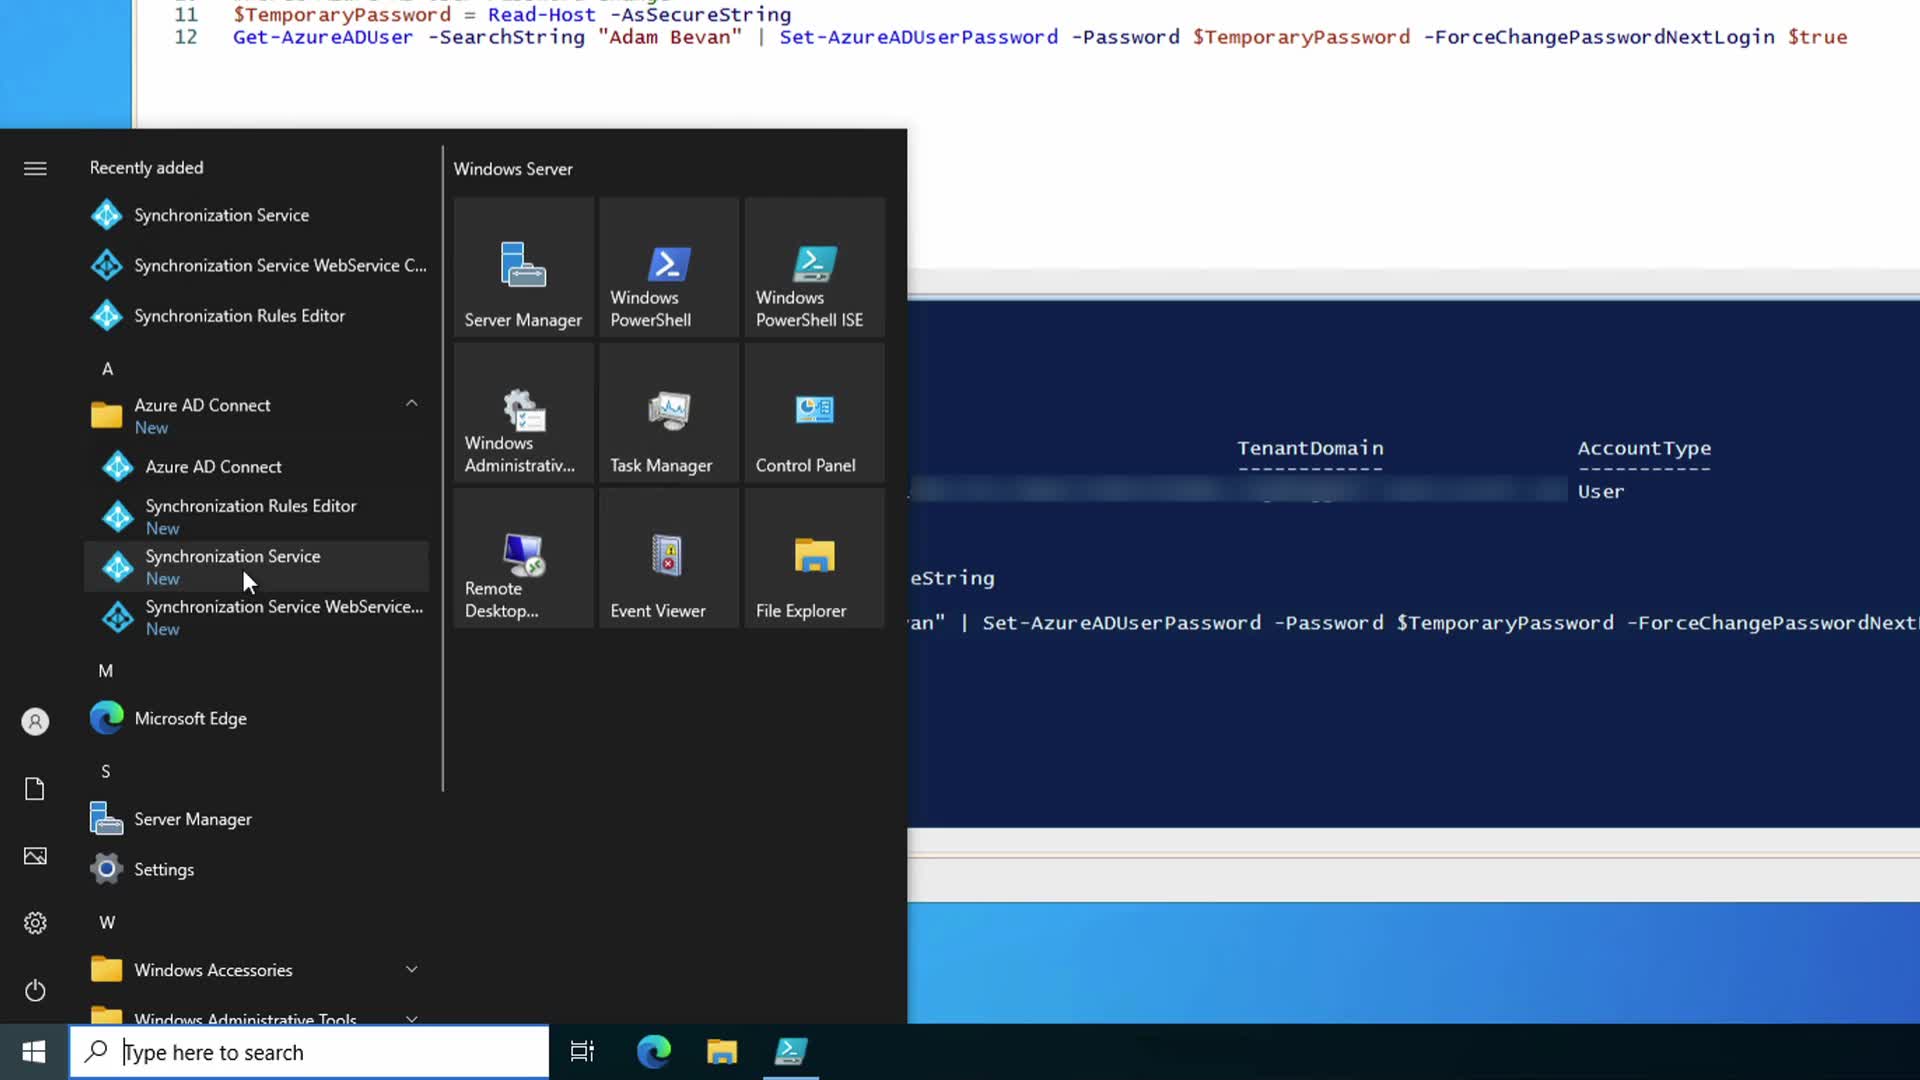 11 $TemporaryPassword = Read-Host -AsSecureString
12 Get-AzureADUser -SearchString "Adam Bevan" | Set-AzureADUserPassword -Password $TemporaryPassword -ForceChangePasswordNextLogin $true
Recently added
Synchronization Service
Synchronization Service WebService C...
Synchronization Rules Editor
A
Azure AD Connect
New
Azure AD Connect
Synchronization Rules Editor
New
Synchronization Service
New
Synchronization Service WebService...
New
M
Microsoft Edge
S
Server Manager
Settings
W
Windows Accessories
Windows Administrative Tools
Windows Server
Server Manager
Windows PowerShell
Windows PowerShell ISE
Windows Administrativ...
Task Manager
Control Panel
Remote Desktop...
Event Viewer
File Explorer
TenantDomain AccountType
------------ -----------
User
eString
van" | Set-AzureADUserPassword -Password $TemporaryPassword -ForceChangePasswordNext
Type here to search